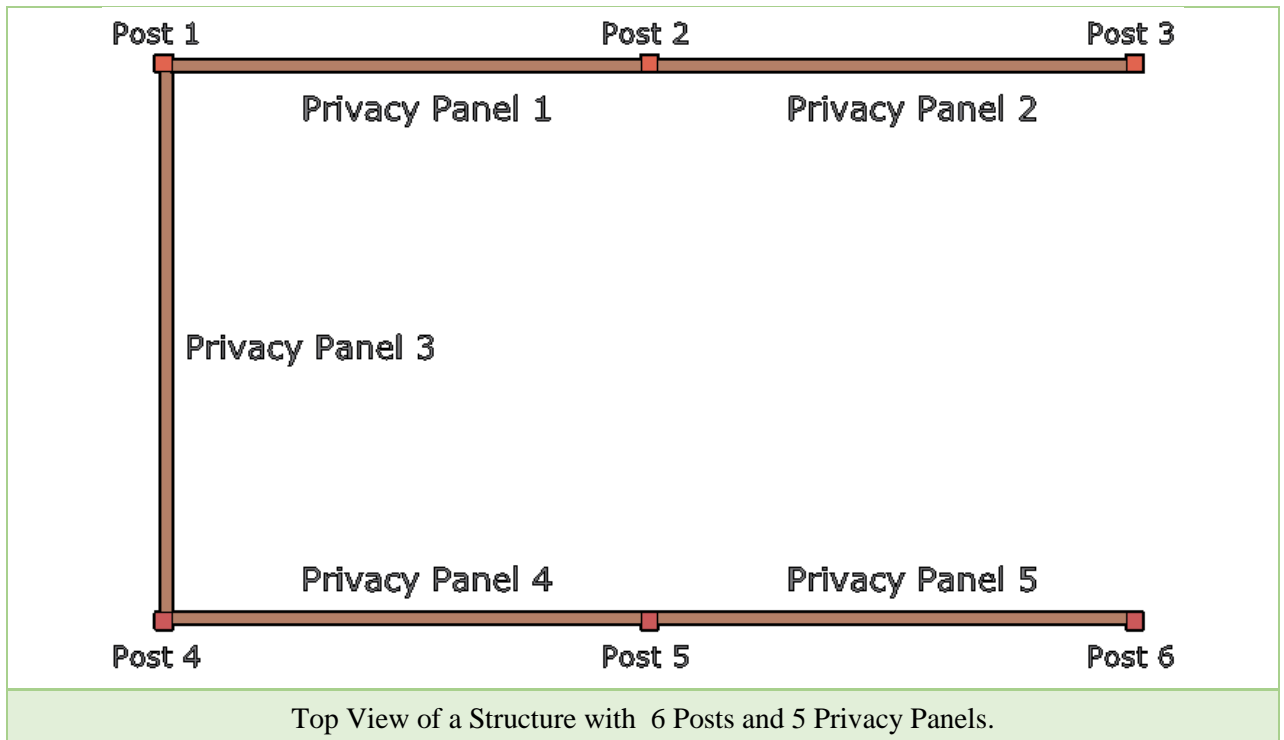 Post 1 Post 2 Post 3
Privacy Panel 1 Privacy Panel 2
Privacy Panel 3
Privacy Panel 4 Privacy Panel 5
Post 4 Post 5 Post 6
Top View of a Structure with 6 Posts and 5 Privacy Panels.